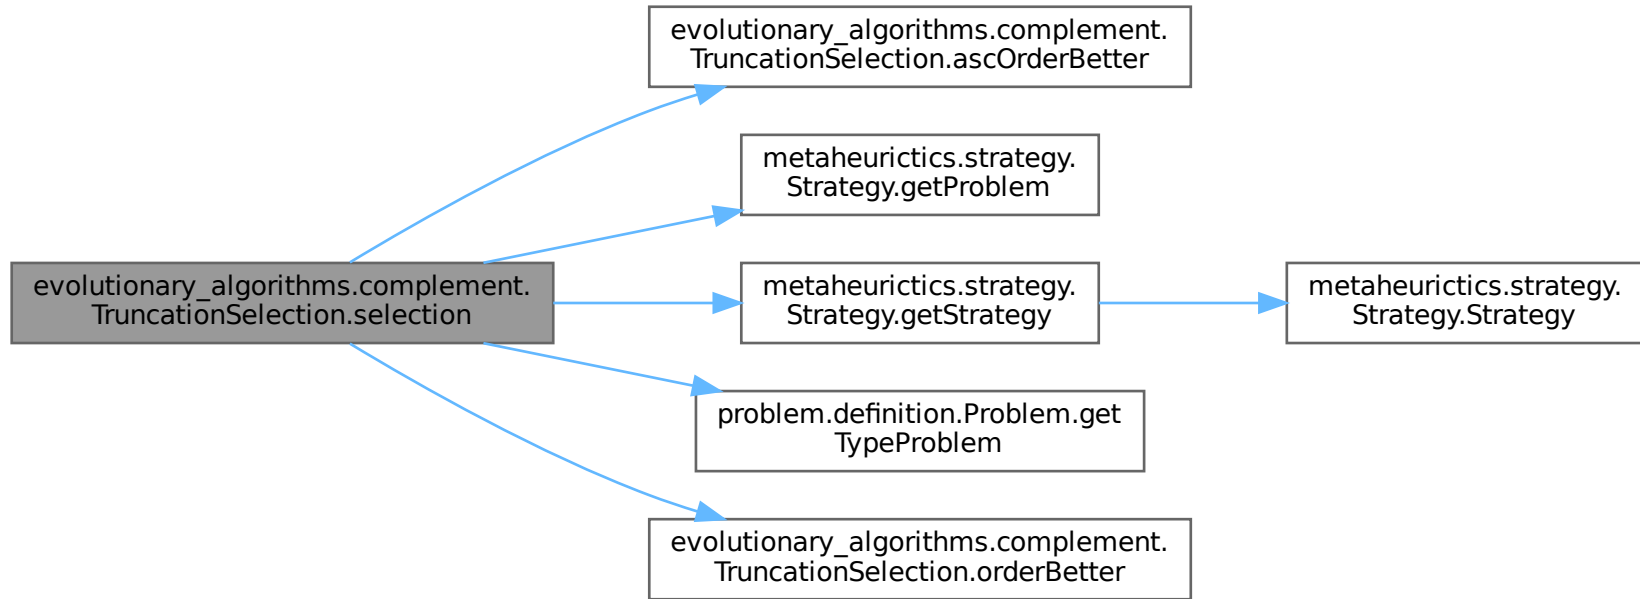 evolutionary_algorithms.complement.
TruncationSelection.ascOrderBetter
metaheurictics.strategy.
Strategy.getProblem
evolutionary_algorithms.complement.
TruncationSelection.selection
metaheurictics.strategy.
Strategy.getStrategy
metaheurictics.strategy.
Strategy.Strategy
problem.definition.Problem.get
TypeProblem
evolutionary_algorithms.complement.
TruncationSelection.orderBetter